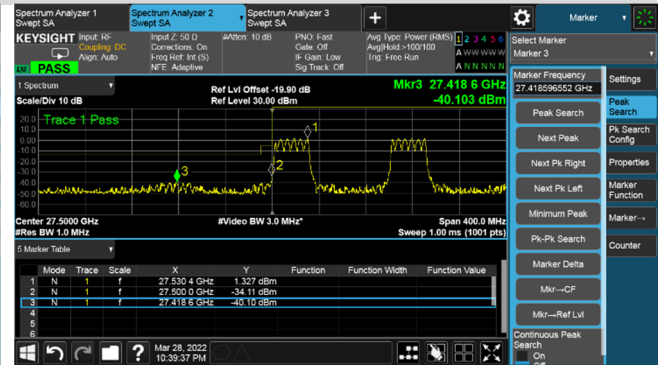 Spectrum Analyzer 1
Swept SA
Spectrum Analyzer 2
Swept SA
Spectrum Analyzer 3
Swept SA
+
Marker
KEYSIGHT
Input: RF
Coupling: DC
Align: Auto
Input Z: 50 Ω
Corrections: On
Freq Ref: Int (S)
NFE: Adaptive
#Atten: 10 dB
PNO: Fast
Gate: Off
IF Gain: Low
Sig Track: Off
Avg Type: Power (RMS)
Avg|Hold:>100/100
Trig: Free Run
1 2 3 4 5 6
A W W W W W
A N N N N N
PASS
Select Marker
Marker 3
1 Spectrum
Scale/Div 10 dB
Ref Lvl Offset -19.90 dB
Ref Level 30.00 dBm
Mkr3 27.418 6 GHz
-40.103 dBm
Trace 1 Pass
20.0
10.0
0.00
-10.0
-20.0
-30.0
-40.0
-50.0
-60.0
1
2
3
Center 27.5000 GHz
#Res BW 1.0 MHz
#Video BW 3.0 MHz*
Span 400.0 MHz
Sweep 1.00 ms (1001 pts)
5 Marker Table
Mode Trace Scale X Y Function Function Width Function Value
1 N 1 f 27.530 4 GHz 1.327 dBm
2 N 1 f 27.500 0 GHz -34.11 dBm
3 N 1 f 27.418 6 GHz -40.10 dBm
4
5
6
Mar 28, 2022
10:39:37 PM
?
Marker Frequency
27.418596552 GHz
Peak Search
Next Peak
Next Pk Right
Next Pk Left
Minimum Peak
Pk-Pk Search
Marker Delta
Mkr→CF
Mkr→Ref Lvl
Continuous Peak
Search
On
Off
Settings
Peak
Search
Pk Search
Config
Properties
Marker
Function
Marker→
Counter